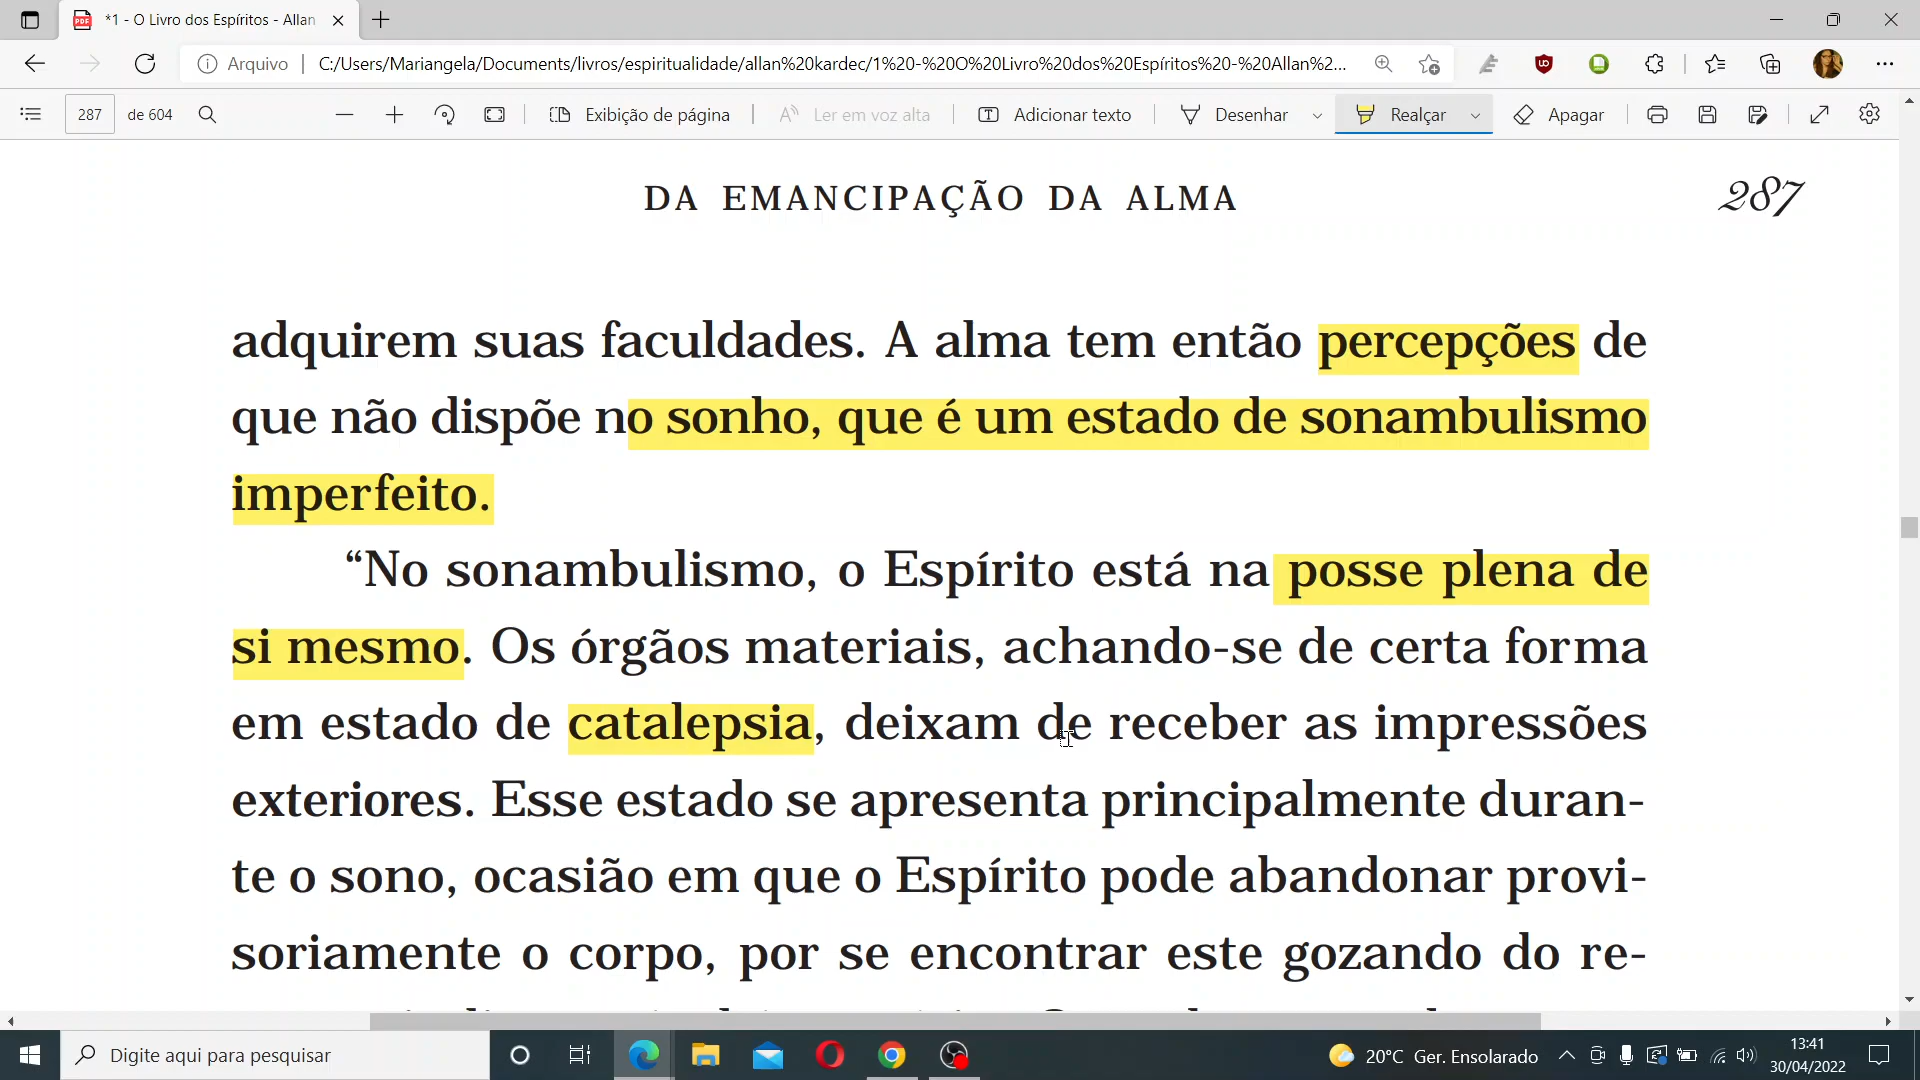 *1 - O Livro dos Espíritos - Allan
Arquivo
C:/Users/Mariangela/Documents/livros/espiritualidade/allan%20kardec/1%20-%20O%20Livro%20dos%20Espíritos%20-%20Allan%2...
287 de 604
Exibição de página
Ler em voz alta
Adicionar texto
Desenhar
Realçar
Apagar
DA EMANCIPAÇÃO DA ALMA
287
adquirem suas faculdades. A alma tem então percepções de
que não dispõe no sonho, que é um estado de sonambulismo
imperfeito.
“No sonambulismo, o Espírito está na posse plena de
si mesmo. Os órgãos materiais, achando-se de certa forma
em estado de catalepsia, deixam de receber as impressões
exteriores. Esse estado se apresenta principalmente duran-
te o sono, ocasião em que o Espírito pode abandonar provi-
soriamente o corpo, por se encontrar este gozando do re-
Digite aqui para pesquisar
20°C Ger. Ensolarado
13:41
30/04/2022